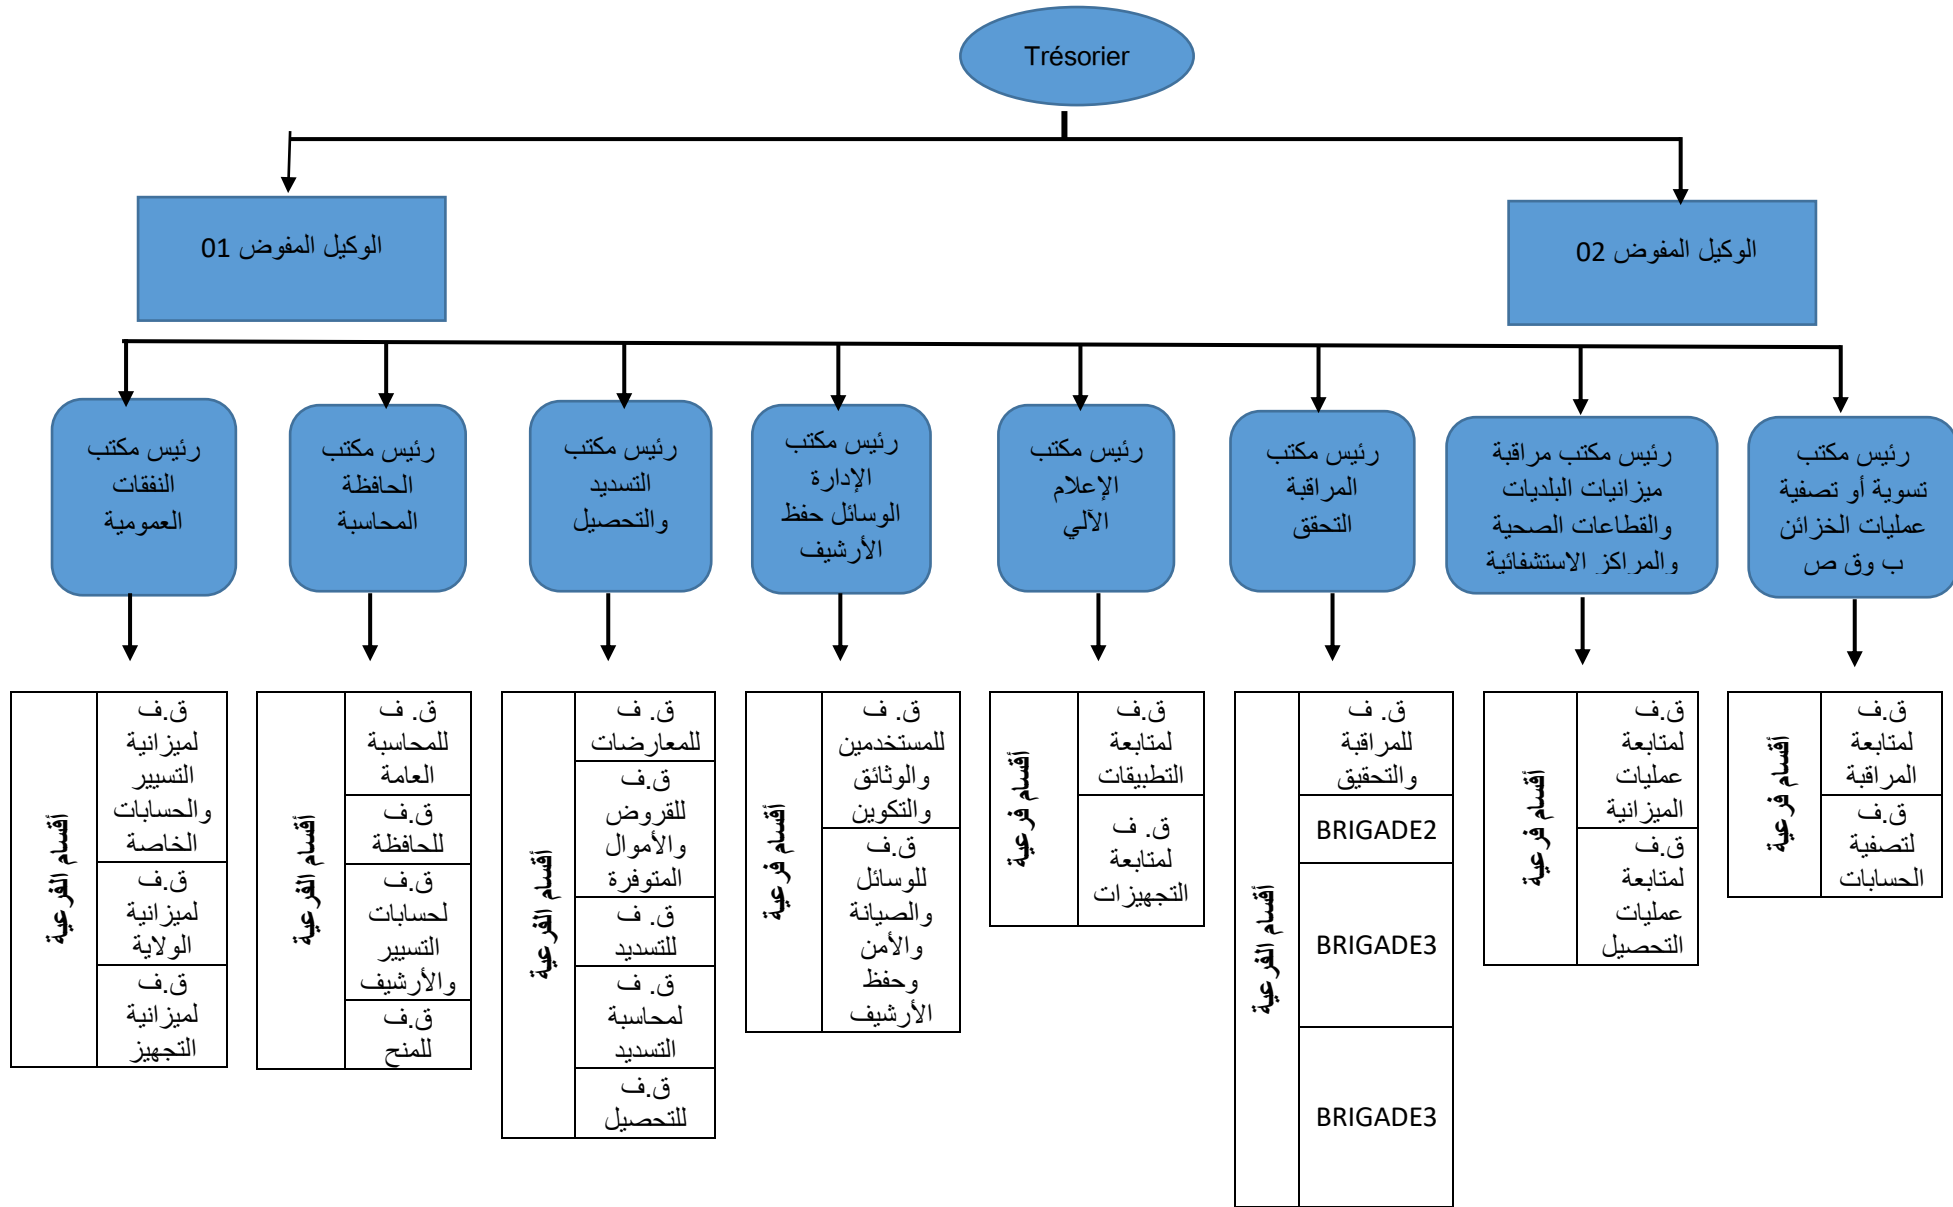 Trésorier
الوكيل المفوض 01
الوكيل المفوض 02
رئيس مكتب
النفقات
العمومية
رئيس مكتب
الحافظة
المحاسبة
رئيس مكتب
التسديد
والتحصيل
رئيس مكتب
الإدارة
الوسائل حفظ
الأرشيف
رئيس مكتب
الإعلام
الآلي
رئيس مكتب
المراقبة
التحقق
رئيس مكتب مراقبة
ميزانيات البلديات
والقطاعات الصحية
والمراكز الاستشفائية
رئيس مكتب
تسوية أو تصفية
عمليات الخزائن
ب وق ص
أقسام الفرعية
ق.ف
لميزانية
التسيير
والحسابات
الخاصة
ق.ف
لميزانية
الولاية
ق.ف
لميزانية
التجهيز
أقسام الفرعية
ق. ف
للمحاسبة
العامة
ق.ف
للحافظة
ق.ف
لحسابات
التسيير
والأرشيف
ق.ف
للمنح
أقسام الفرعية
ق. ف
للمعارضات
ق.ف
للقروض
والأموال
المتوفرة
ق. ف
للتسديد
ق. ف
لمحاسبة
التسديد
ق.ف
للتحصيل
أقسام فرعية
ق. ف
للمستخدمين
والوثائق
والتكوين
ق.ف
للوسائل
والصيانة
والأمن
وحفظ
الأرشيف
أقسام فرعية
ق.ف
لمتابعة
التطبيقات
ق. ف
لمتابعة
التجهيزات
أقسام الفرعية
ق. ف
للمراقبة
والتحقيق
BRIGADE2
BRIGADE3
BRIGADE3
أقسام فرعية
ق.ف
لمتابعة
عمليات
الميزانية
ق.ف
لمتابعة
عمليات
التحصيل
أقسام فرعية
ق.ف
لمتابعة
المراقبة
ق.ف
لتصفية
الحسابات